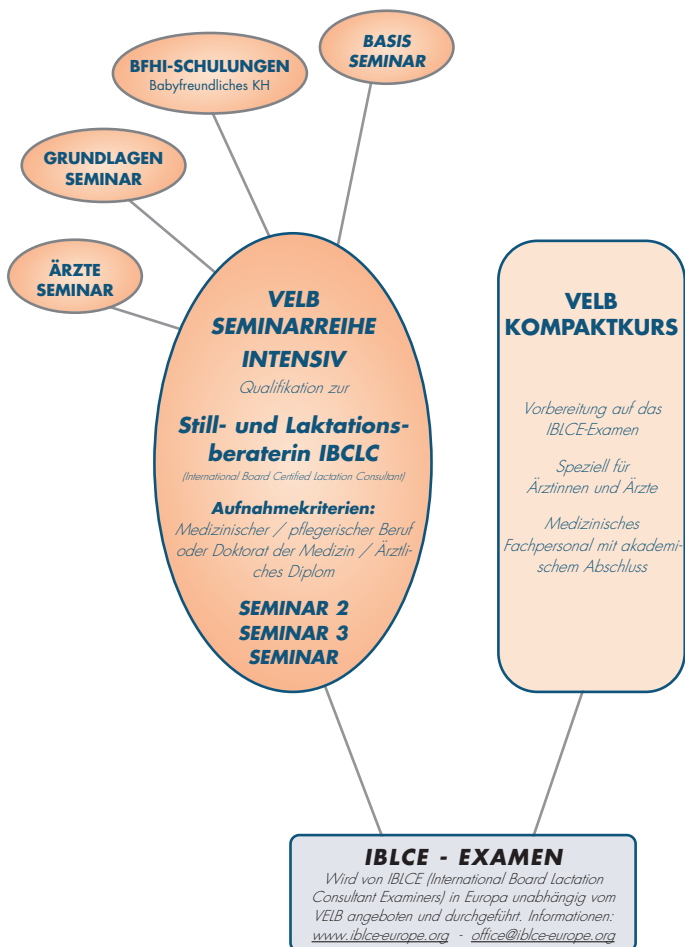 BASIS
SEMINAR
BFHI-SCHULUNGEN
Babyfreundliches KH
GRUNDLAGEN
SEMINAR
ÄRZTE
SEMINAR
VELB
SEMINARREIHE
INTENSIV
Qualifikation zur
Still- und Laktations-
beraterin IBCLC
(International Board Certified Lactation Consultant)
Aufnahmekriterien:
Medizinischer / pflegerischer Beruf
oder Doktorat der Medizin / Ärztli-
ches Diplom
SEMINAR 2
SEMINAR 3
SEMINAR
VELB
KOMPAKTKURS
Vorbereitung auf das
IBLCE-Examen
Speziell für
Ärztinnen und Ärzte
Medizinisches
Fachpersonal mit akademi-
schem Abschluss
IBLCE - EXAMEN
Wird von IBLCE (International Board Lactation
Consultant Examiners) in Europa unabhängig vom
VELB angeboten und durchgeführt. Informationen:
www.iblce-europe.org - office@iblce-europe.org